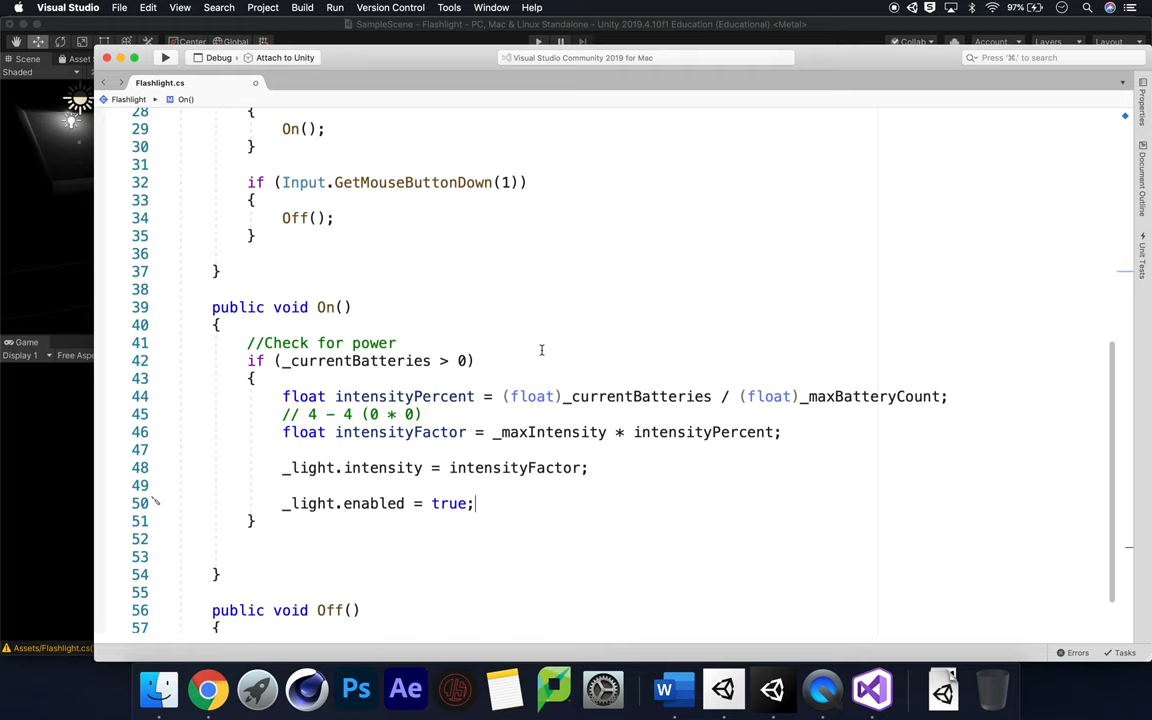 Visual Studio File Edit View Search Project Build Run Version Control Tools Window Help 97%
SampleScene - Flashlight - PC, Mac & Linux Standalone - Unity 2019.4.10f1 Education (Educational) <Metal>
Center Global Collab Account Layers Layout
Scene Asset
Shaded
Debug Attach to Unity
Visual Studio Community 2019 for Mac
Press '⌘.' to search
Flashlight.cs
Flashlight M On()
28 {
29 On();
30 }
31
32 if (Input.GetMouseButtonDown(1))
33 {
34 Off();
35 }
36
37 }
38
39 public void On()
40 {
41 //Check for power
42 if (_currentBatteries > 0)
43 {
44 float intensityPercent = (float)_currentBatteries / (float)_maxBatteryCount;
45 // 4 - 4 (0 * 0)
46 float intensityFactor = _maxIntensity * intensityPercent;
47
48 _light.intensity = intensityFactor;
49
50 _light.enabled = true;
51 }
52
53
54 }
55
56 public void Off()
57 {
Properties
Document Outline
Unit Tests
Game
Display 1 Free Aspe
Assets/Flashlight.cs(
Errors Tasks
Ps Ae W